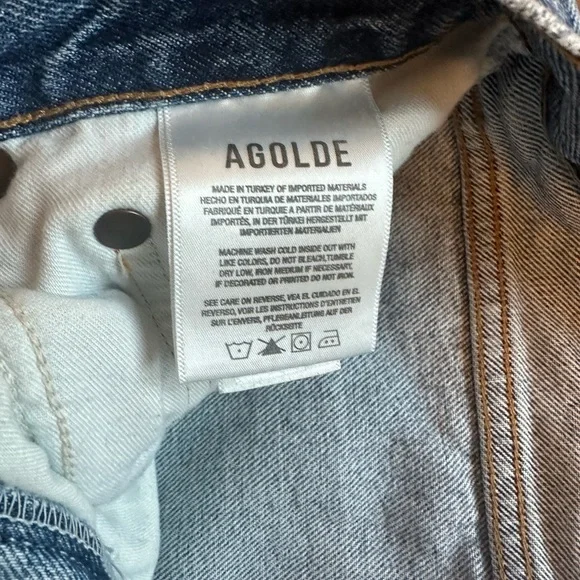 AGOLDE
MADE IN TURKEY OF IMPORTED MATERIALS
HECHO EN TURQUIA DE MATERIALES IMPORTADOS
FABRIQUÉ EN TURQUIE A PARTIR DE MATÉRIAUX
IMPORTÉS, IN DER TÜRKEI HERGESTELLT MIT
IMPORTIERTEN MATERIALIEN
MACHINE WASH COLD INSIDE OUT WITH
LIKE COLORS, DO NOT BLEACH,TUMBLE
DRY LOW, IRON MEDIUM IF NECESSARY,
IF DECORATED OR PRINTED DO NOT IRON.
SEE CARE ON REVERSE, VEA EL CUIDADO EN EL
REVERSO, VOIR LES INSTRUCTIONS D'ENTRETIEN
SUR L'ENVERS, PFLEGEANLEITUNG AUF DER
RÜCKSEITE